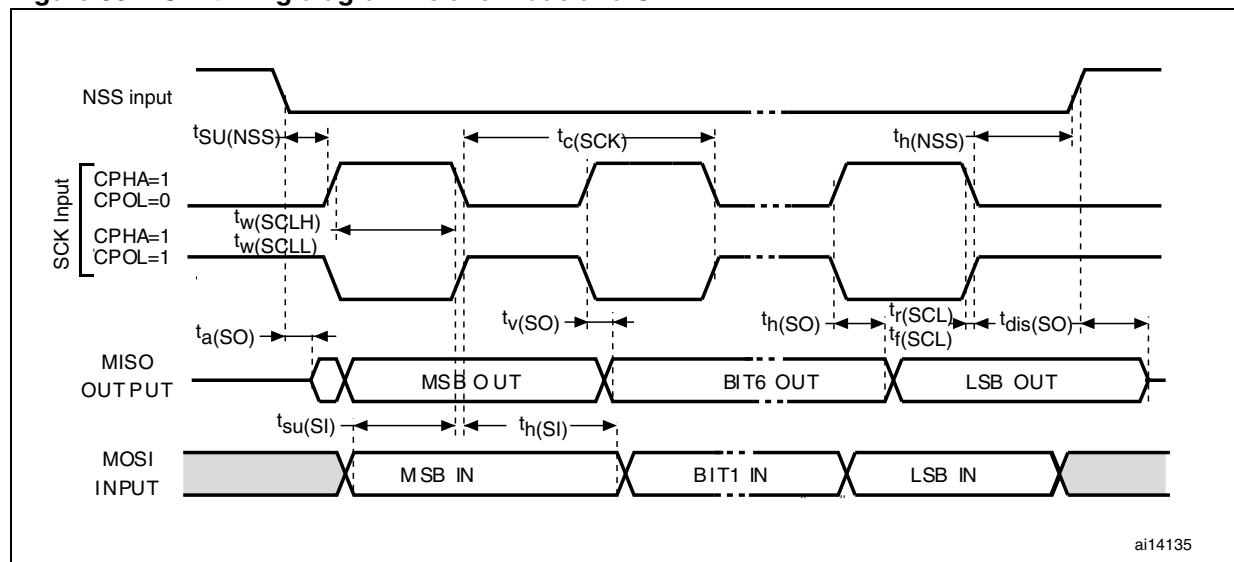 NSS input
tSU(NSS)
tc(SCK)
th(NSS)
SCK Input
CPHA=1
CPOL=0
tw(SCLH)
tw(SCLL)
CPHA=1
CPOL=1
ta(SO)
tv(SO)
th(SO)
tr(SCL)
tf(SCL)
tdis(SO)
MISO
OUTPUT
MSB OUT
BIT6 OUT
LSB OUT
tsu(SI)
th(SI)
MOSI
INPUT
MSB IN
BIT1 IN
LSB IN
ai14135